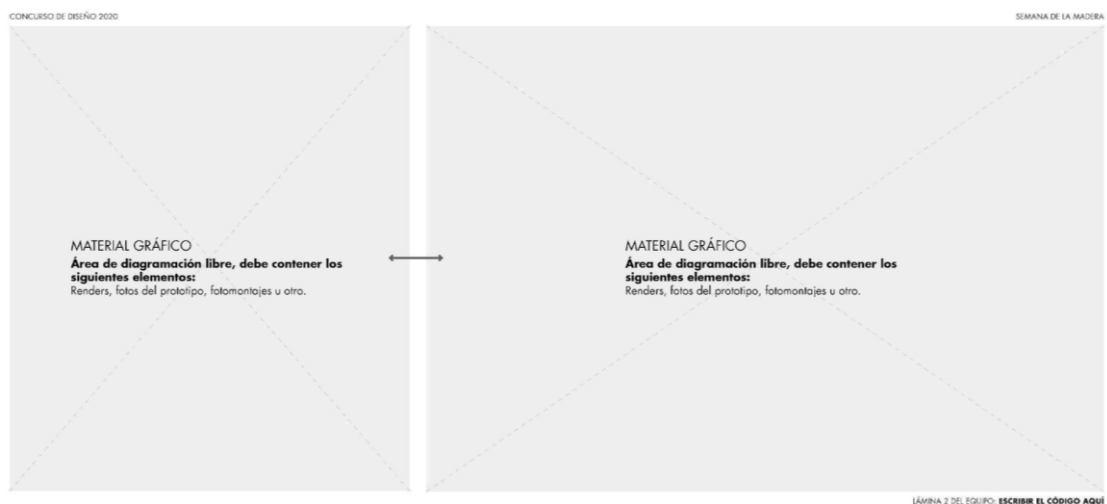 CONCURSO DE DISEÑO 2020
SEMANA DE LA MADERA
MATERIAL GRÁFICO
Área de diagramación libre, debe contener los
siguientes elementos:
Renders, fotos del prototipo, fotomontajes u otro.
MATERIAL GRÁFICO
Área de diagramación libre, debe contener los
siguientes elementos:
Renders, fotos del prototipo, fotomontajes u otro.
LÁMINA 2 DEL EQUIPO: ESCRIBIR EL CÓDIGO AQUÍ